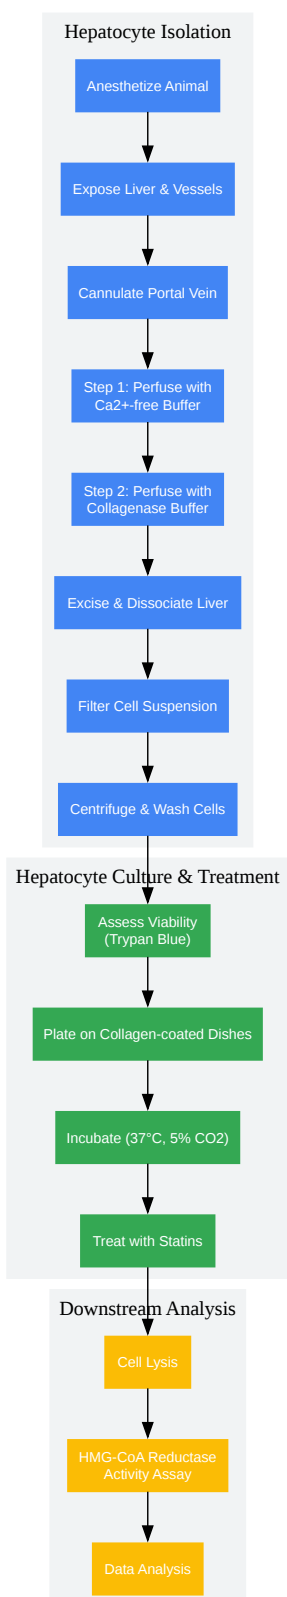 Hepatocyte Isolation
Anesthetize Animal
Expose Liver & Vessels
Cannulate Portal Vein
Step 1: Perfuse with
Ca2+-free Buffer
Step 2: Perfuse with
Collagenase Buffer
Excise & Dissociate Liver
Filter Cell Suspension
Centrifuge & Wash Cells
Hepatocyte Culture & Treatment
Assess Viability
(Trypan Blue)
Plate on Collagen-coated Dishes
Incubate (37°C, 5% CO2)
Treat with Statins
Downstream Analysis
Cell Lysis
HMG-CoA Reductase
Activity Assay
Data Analysis